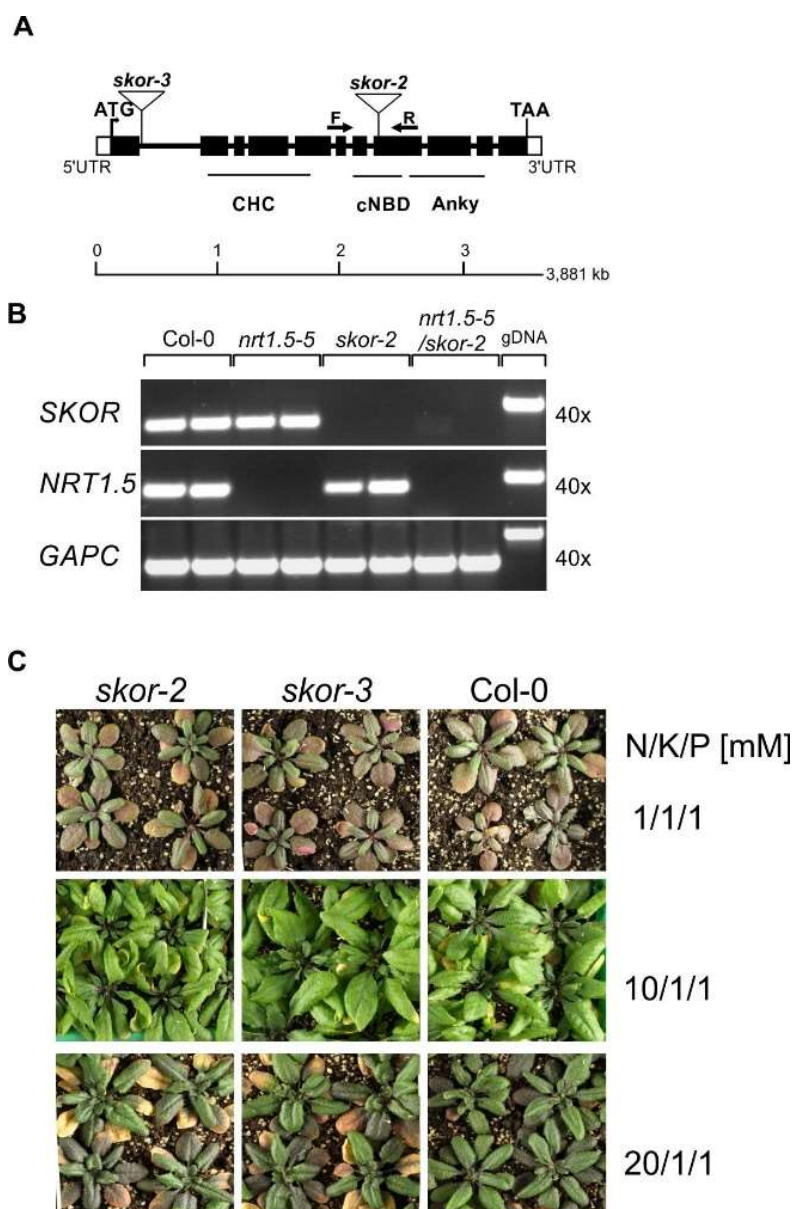 A
skor-3 skor-2
ATG F R TAA
5'UTR 3'UTR
CHC cNBD Anky
0 1 2 3
3,881 kb
B
Col-0 nrt1.5-5 skor-2 nrt1.5-5 /skor-2 gDNA
SKOR 40x
NRT1.5 40x
GAPC 40x
C
skor-2 skor-3 Col-0
N/K/P [mM]
1/1/1
10/1/1
20/1/1